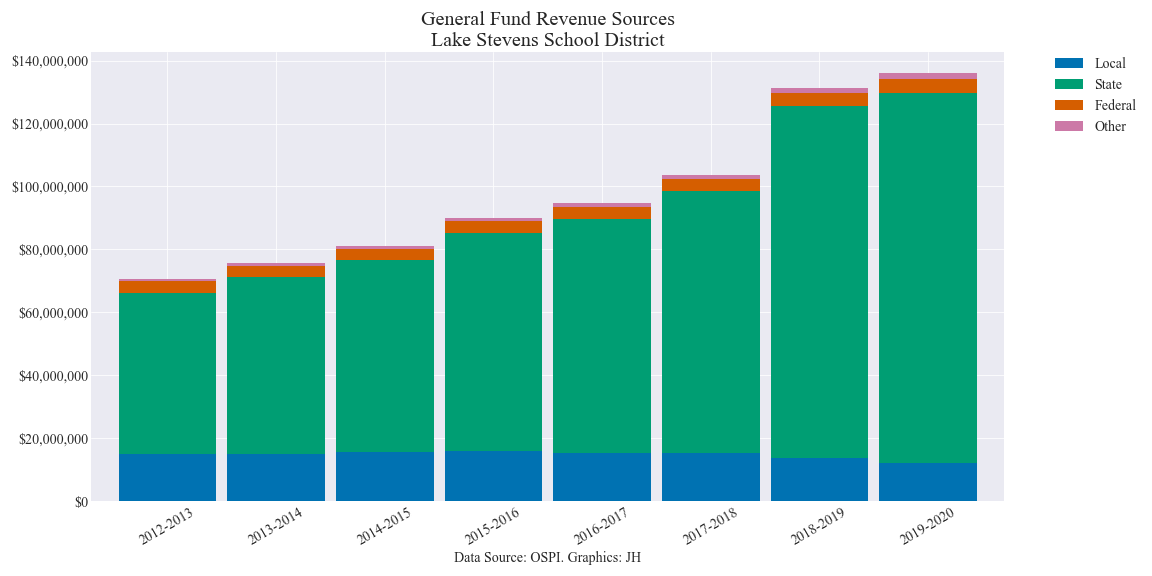 General Fund Revenue Sources
Lake Stevens School District
$140,000,000
$120,000,000
$100,000,000
$80,000,000
$60,000,000
$40,000,000
$20,000,000
$0
2012-2013
2013-2014
2014-2015
2015-2016
2016-2017
2017-2018
2018-2019
2019-2020
Data Source: OSPI. Graphics: JH
Local
State
Federal
Other